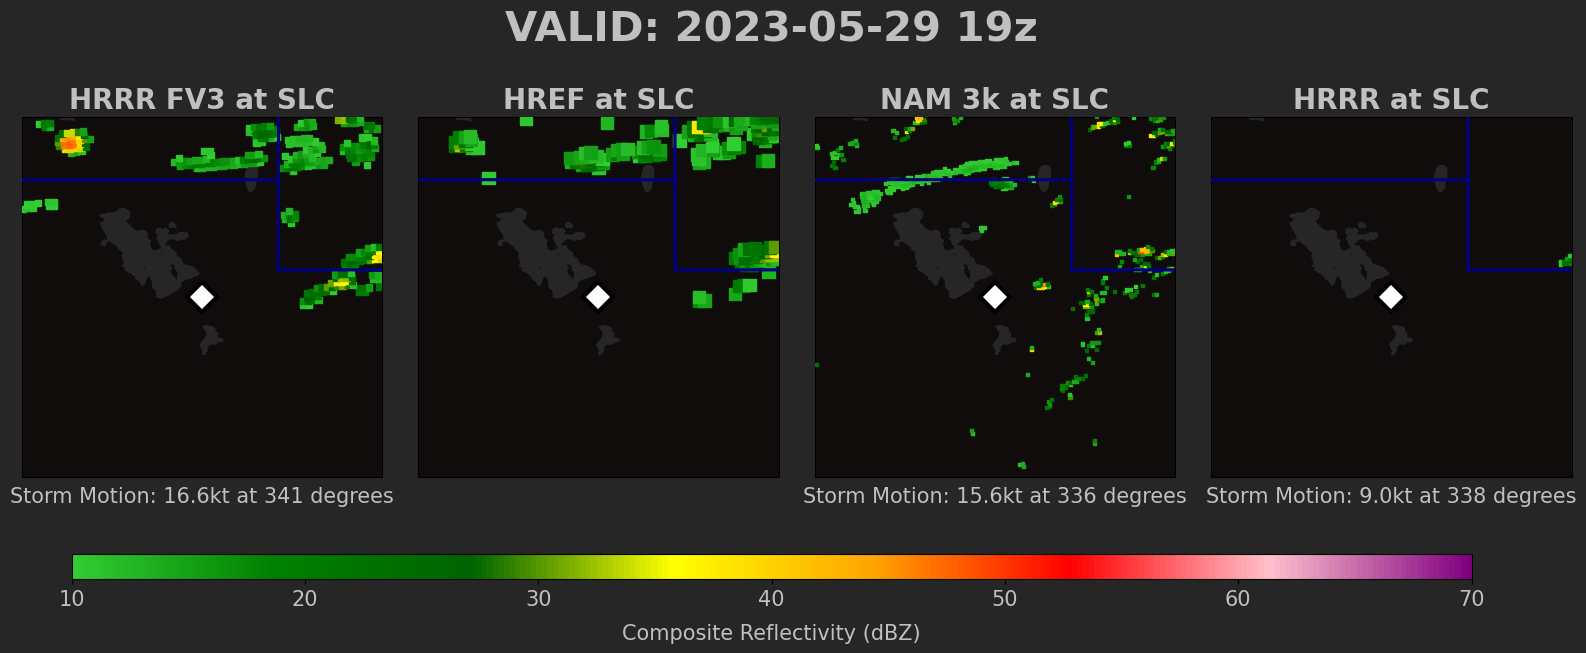 VALID: 2023-05-29 19z
HRRR FV3 at SLC
HREF at SLC
NAM 3k at SLC
HRRR at SLC
Storm Motion: 16.6kt at 341 degrees
Storm Motion: 15.6kt at 336 degrees
Storm Motion: 9.0kt at 338 degrees
10 20 30 40 50 60 70
Composite Reflectivity (dBZ)